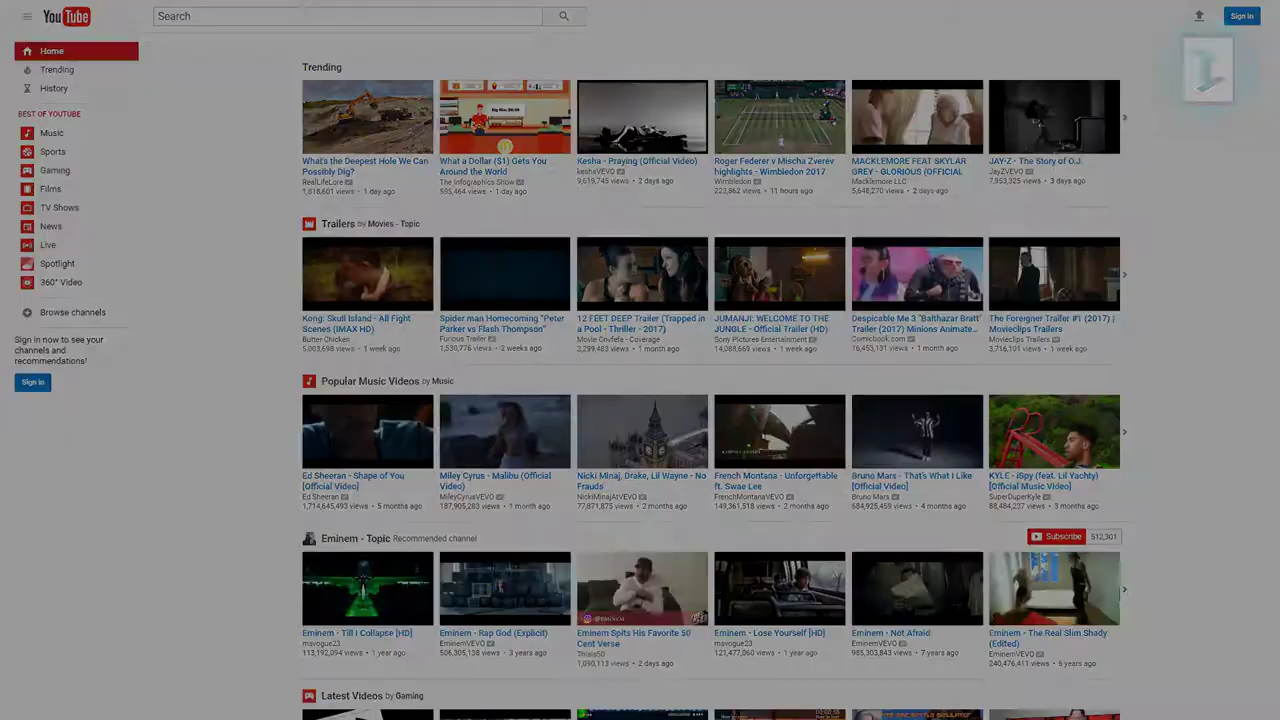 YouTube
Search
Sign in
Home
Trending
History
BEST OF YOUTUBE
Music
Sports
Gaming
Films
TV Shows
News
Live
Spotlight
360° Video
Browse channels
Sign in now to see your
channels and
recommendations!
Sign in
Trending
What's the Deepest Hole We Can
Possibly Dig?
RealLifeLore
1,818,601 views • 1 day ago
What a Dollar ($1) Gets You
Around the World
The Infographics Show
595,464 views • 1 day ago
Kesha - Praying (Official Video)
keshaVEVO
9,619,745 views • 2 days ago
Roger Federer v Mischa Zverev
highlights - Wimbledon 2017
Wimbledon
223,862 views • 11 hours ago
MACKLEMORE FEAT SKYLAR
GREY - GLORIOUS (OFFICIAL
Macklemore LLC
5,648,270 views • 2 days ago
JAY-Z - The Story of O.J.
JayZVEVO
7,953,325 views • 3 days ago
Trailers by Movies - Topic
Kong: Skull Island - All Fight
Scenes (IMAX HD)
Butter Chicken
5,003,698 views • 1 week ago
Spider man Homecoming "Peter
Parker vs Flash Thompson"
Furious Trailer
1,530,776 views • 2 weeks ago
12 FEET DEEP Trailer (Trapped in
a Pool - Thriller - 2017)
Movie Covfefe - Coverage
2,299,483 views • 1 month ago
JUMANJI: WELCOME TO THE
JUNGLE - Official Trailer (HD)
Sony Pictures Entertainment
14,088,669 views • 1 week ago
Despicable Me 3 "Balthazar Bratt"
Trailer (2017) Minions Animate...
Comicbook.com
16,453,131 views • 1 month ago
The Foreigner Trailer #1 (2017) |
Movieclips Trailers
Movieclips Trailers
3,716,101 views • 1 week ago
Popular Music Videos by Music
Ed Sheeran - Shape of You
[Official Video]
Ed Sheeran
1,714,645,493 views • 5 months ago
Miley Cyrus - Malibu (Official
Video)
MileyCyrusVEVO
187,905,283 views • 1 month ago
Nicki Minaj, Drake, Lil Wayne - No
Frauds
NickiMinajAtVEVO
77,871,875 views • 2 months ago
French Montana - Unforgettable
ft. Swae Lee
FrenchMontanaVEVO
149,361,518 views • 2 months ago
Bruno Mars - That's What I Like
[Official Video]
Bruno Mars
684,925,459 views • 4 months ago
KYLE - iSpy (feat. Lil Yachty)
[Official Music Video]
SuperDuperKyle
88,484,237 views • 3 months ago
Eminem - Topic Recommended channel
Subscribe 512,301
@EMINEM
Eminem - Till I Collapse [HD]
msvogue23
113,192,094 views • 1 year ago
Eminem - Rap God (Explicit)
EminemVEVO
506,305,138 views • 3 years ago
Eminem Spits His Favorite 50
Cent Verse
Thisis50
1,090,113 views • 2 days ago
Eminem - Lose Yourself [HD]
msvogue23
121,477,060 views • 1 year ago
Eminem - Not Afraid
EminemVEVO
985,303,843 views • 7 years ago
Eminem - The Real Slim Shady
(Edited)
EminemVEVO
240,476,411 views • 6 years ago
Latest Videos by Gaming